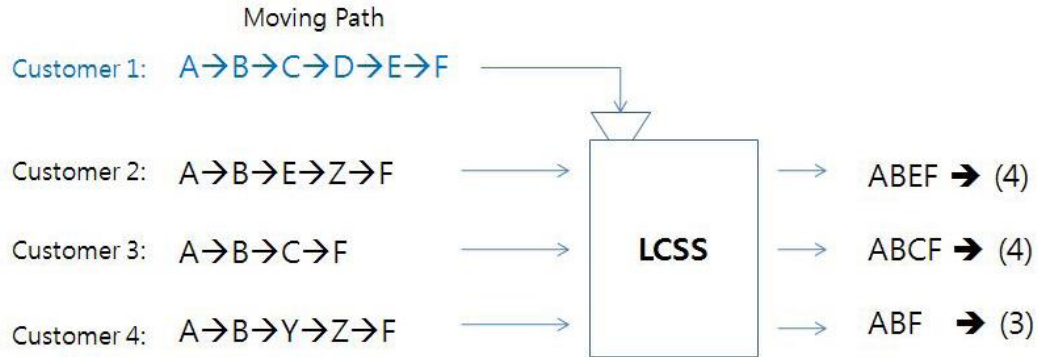 Moving Path
Customer 1: A→B→C→D→E→F
Customer 2: A→B→E→Z→F
ABEF ➔ (4)
Customer 3: A→B→C→F
LCSS
ABCF ➔ (4)
Customer 4: A→B→Y→Z→F
ABF ➔ (3)